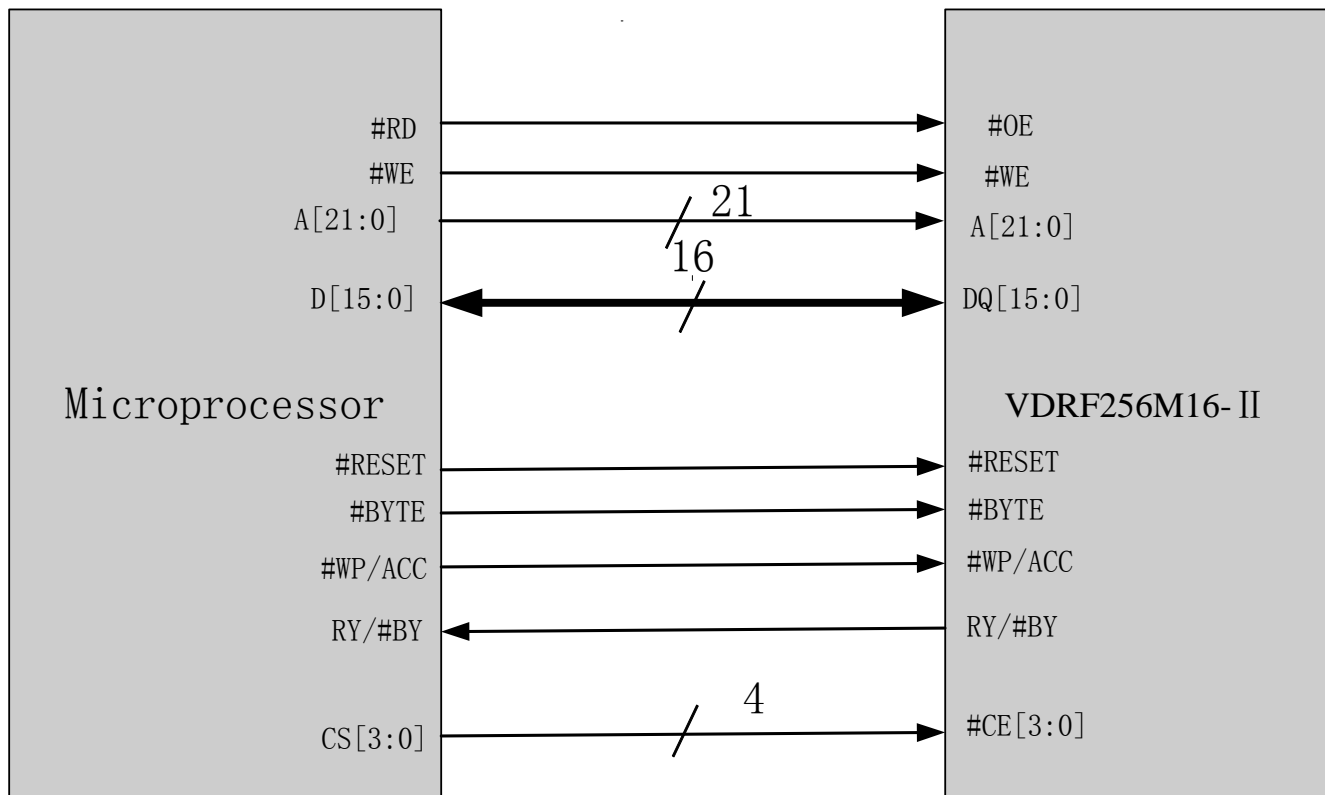 #RD
#OE
#WE
#WE
21
A[21:0]
A[21:0]
16
D[15:0]
DQ[15:0]
Microprocessor
VDRF256M16-Ⅱ
#RESET
#RESET
#BYTE
#BYTE
#WP/ACC
#WP/ACC
RY/#BY
RY/#BY
4
CS[3:0]
#CE[3:0]